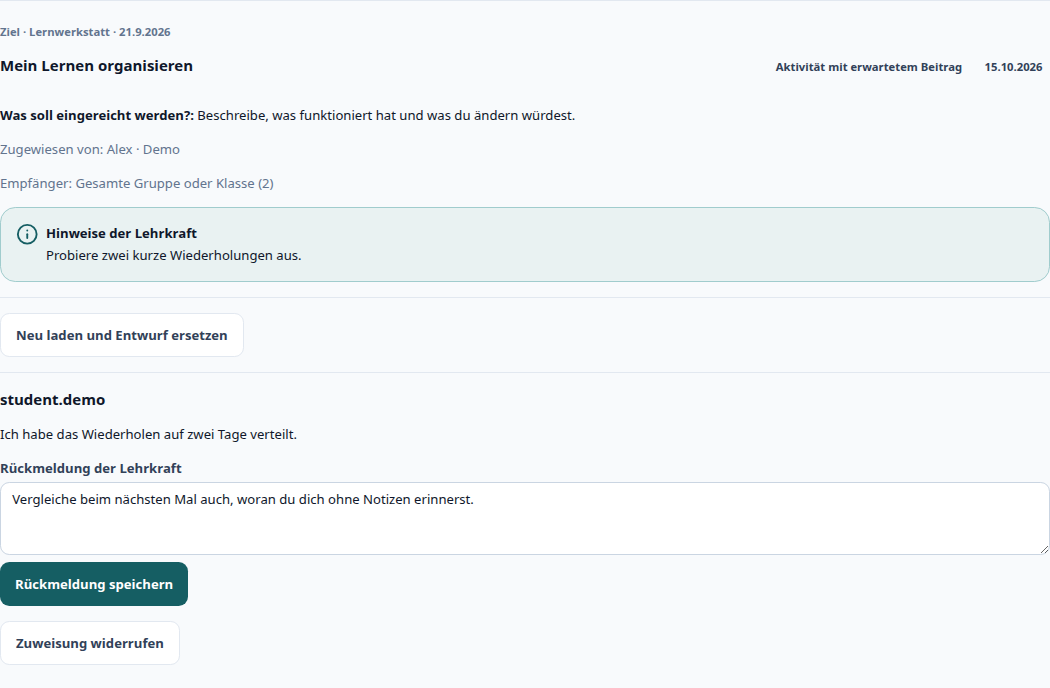 Ziel · Lernwerkstatt · 21.9.2026
Mein Lernen organisieren
Aktivität mit erwartetem Beitrag 15.10.2026
Was soll eingereicht werden?: Beschreibe, was funktioniert hat und was du ändern würdest.
Zugewiesen von: Alex · Demo
Empfänger: Gesamte Gruppe oder Klasse (2)
Hinweise der Lehrkraft
Probiere zwei kurze Wiederholungen aus.
Neu laden und Entwurf ersetzen
student.demo
Ich habe das Wiederholen auf zwei Tage verteilt.
Rückmeldung der Lehrkraft
Vergleiche beim nächsten Mal auch, woran du dich ohne Notizen erinnerst.
Rückmeldung speichern
Zuweisung widerrufen